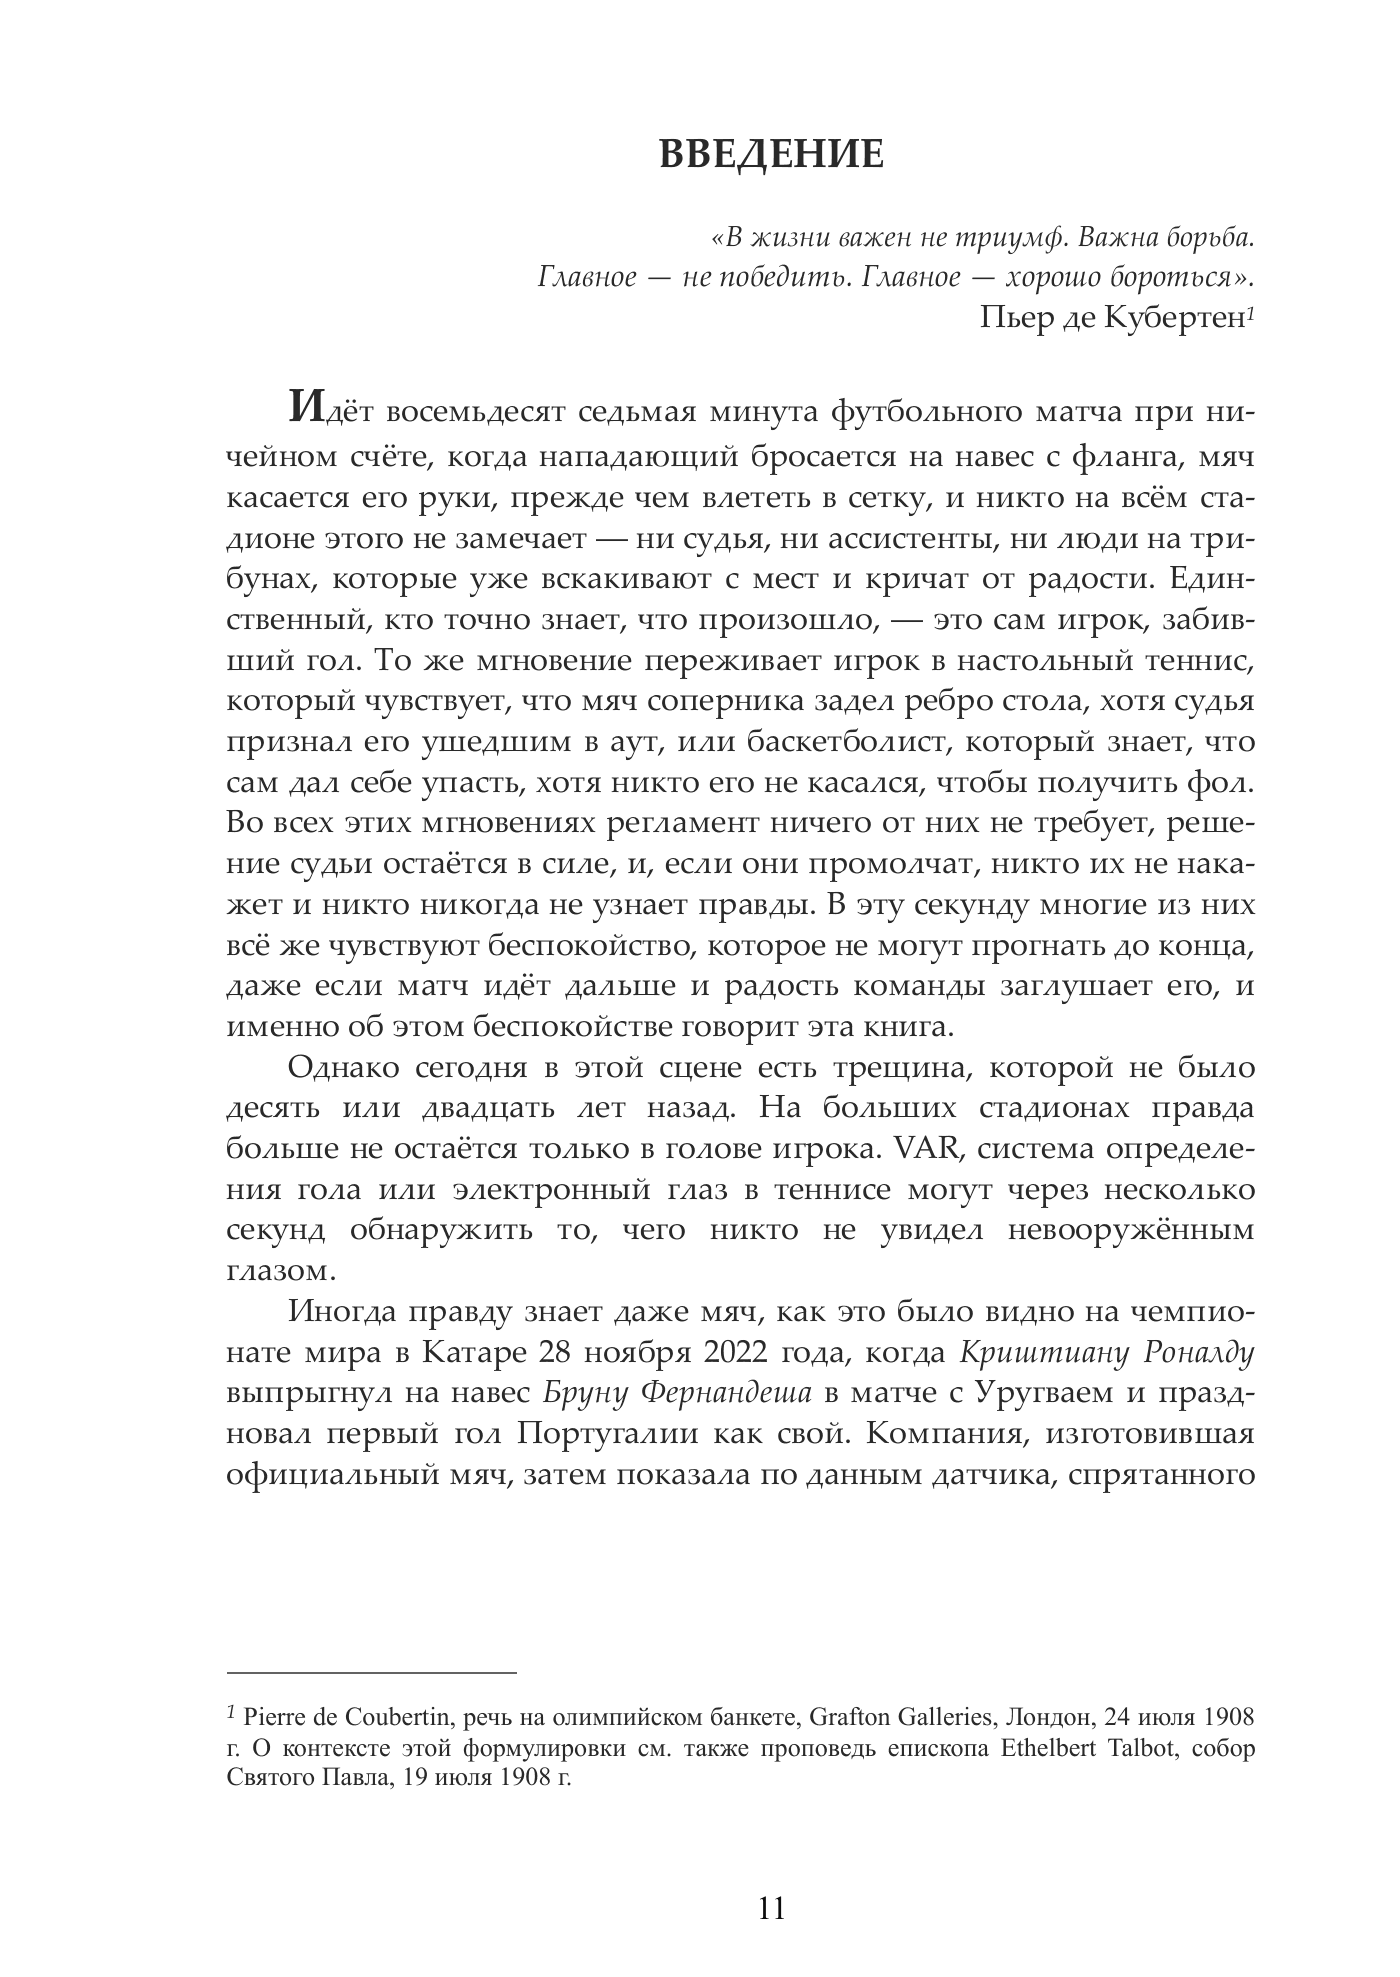 ВВЕДЕНИЕ
«В жизни важен не триумф. Важна борьба.
Главное — не победить. Главное — хорошо бороться».
Пьер де Кубертен1
Идёт восемьдесят седьмая минута футбольного матча при ни-
чейном счёте, когда нападающий бросается на навес с фланга, мяч
касается его руки, прежде чем влететь в сетку, и никто на всём ста-
дионе этого не замечает — ни судья, ни ассистенты, ни люди на три-
бунах, которые уже вскакивают с мест и кричат от радости. Един-
ственный, кто точно знает, что произошло, — это сам игрок, забив-
ший гол. То же мгновение переживает игрок в настольный теннис,
который чувствует, что мяч соперника задел ребро стола, хотя судья
признал его ушедшим в аут, или баскетболист, который знает, что
сам дал себе упасть, хотя никто его не касался, чтобы получить фол.
Во всех этих мгновениях регламент ничего от них не требует, реше-
ние судьи остаётся в силе, и, если они промолчат, никто их не нака-
жет и никто никогда не узнает правды. В эту секунду многие из них
всё же чувствуют беспокойство, которое не могут прогнать до конца,
даже если матч идёт дальше и радость команды заглушает его, и
именно об этом беспокойстве говорит эта книга.
Однако сегодня в этой сцене есть трещина, которой не было
десять или двадцать лет назад. На больших стадионах правда
больше не остаётся только в голове игрока. VAR, система определе-
ния гола или электронный глаз в теннисе могут через несколько
секунд обнаружить то, чего никто не увидел невооружённым
глазом.
Иногда правду знает даже мяч, как это было видно на чемпио-
нате мира в Катаре 28 ноября 2022 года, когда Криштиану Роналду
выпрыгнул на навес Бруну Фернандеша в матче с Уругваем и празд-
новал первый гол Португалии как свой. Компания, изготовившая
официальный мяч, затем показала по данным датчика, спрятанного
1 Pierre de Coubertin, речь на олимпийском банкете, Grafton Galleries, Лондон, 24 июля 1908
г. О контексте этой формулировки см. также проповедь епископа Ethelbert Talbot, собор
Святого Павла, 19 июля 1908 г.
11